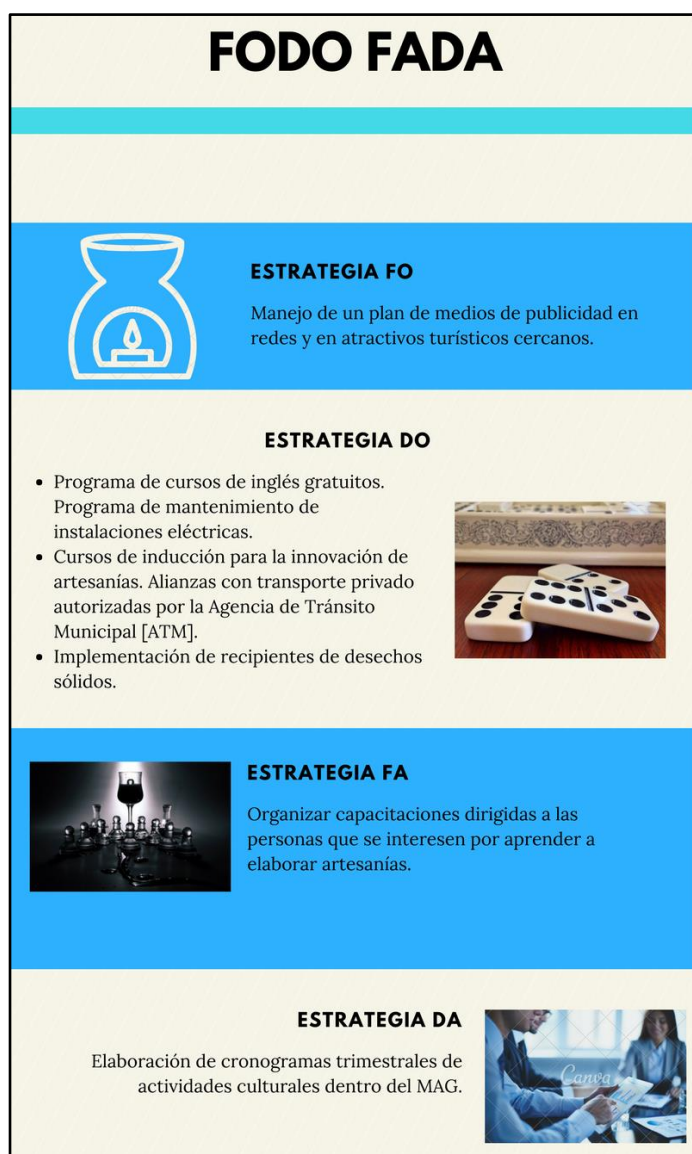 FODO FADA
ESTRATEGIA FO
Manejo de un plan de medios de publicidad en
redes y en atractivos turísticos cercanos.
ESTRATEGIA DO
• Programa de cursos de inglés gratuitos.
Programa de mantenimiento de
instalaciones eléctricas.
• Cursos de inducción para la innovación de
artesanías. Alianzas con transporte privado
autorizadas por la Agencia de Tránsito
Municipal [ATM].
• Implementación de recipientes de desechos
sólidos.
ESTRATEGIA FA
Organizar capacitaciones dirigidas a las
personas que se interesen por aprender a
elaborar artesanías.
ESTRATEGIA DA
Elaboración de cronogramas trimestrales de
actividades culturales dentro del MAG.
Canva